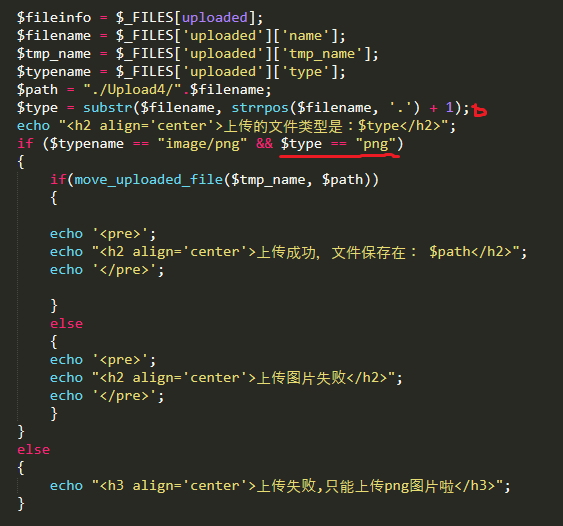 $fileinfo = $_FILES[uploaded];
$filename = $_FILES['uploaded']['name'];
$tmp_name = $_FILES['uploaded']['tmp_name'];
$typename = $_FILES['uploaded']['type'];
$path = "./Upload4/".$filename;
$type = substr($filename, strrpos($filename, '.') + 1);
echo "<h2 align='center'>上传的文件类型是：$type</h2>";
if ($typename == "image/png" && $type == "png")
{
if(move_uploaded_file($tmp_name, $path))
{
echo '<pre>';
echo "<h2 align='center'>上传成功，文件保存在： $path</h2>";
echo '</pre>';
}
else
{
echo '<pre>';
echo "<h2 align='center'>上传图片失败</h2>";
echo '</pre>';
}
}
else
{
echo "<h3 align='center'>上传失败,只能上传png图片啦</h3>";
}